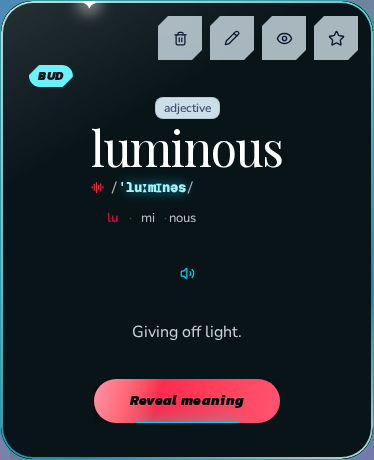 BUD
adjective
luminous
/ˈluːmɪnəs/
lu · mi · nous
Giving off light.
Reveal meaning